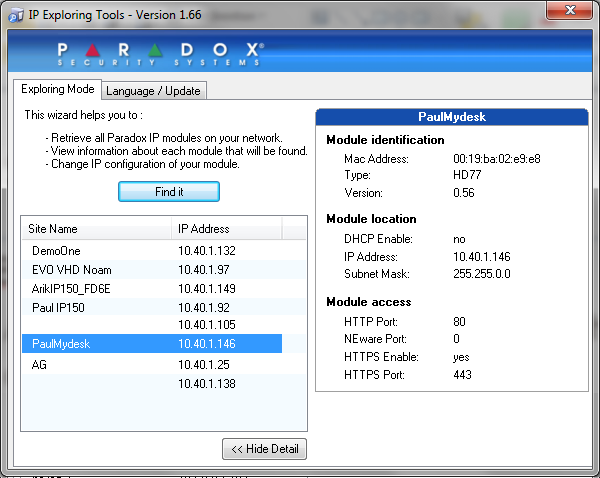 IP Exploring Tools - Version 1.66
PARADOX®
SECURITY SYSTEMS
Exploring Mode
Language / Update
This wizard helps you to :
- Retrieve all Paradox IP modules on your network.
- View information about each module that will be found.
- Change IP configuration of your module.
Find it
Site Name IP Address
DemoOne 10.40.1.132
EVO VHD Noam 10.40.1.97
ArikIP150_FD6E 10.40.1.149
Paul IP150 10.40.1.92
10.40.1.105
PaulMydesk 10.40.1.146
AG 10.40.1.25
10.40.1.138
<< Hide Detail
PaulMydesk
Module identification
Mac Address: 00:19:ba:02:e9:e8
Type: HD77
Version: 0.56
Module location
DHCP Enable: no
IP Address: 10.40.1.146
Subnet Mask: 255.255.0.0
Module access
HTTP Port: 80
NEware Port: 0
HTTPS Enable: yes
HTTPS Port: 443